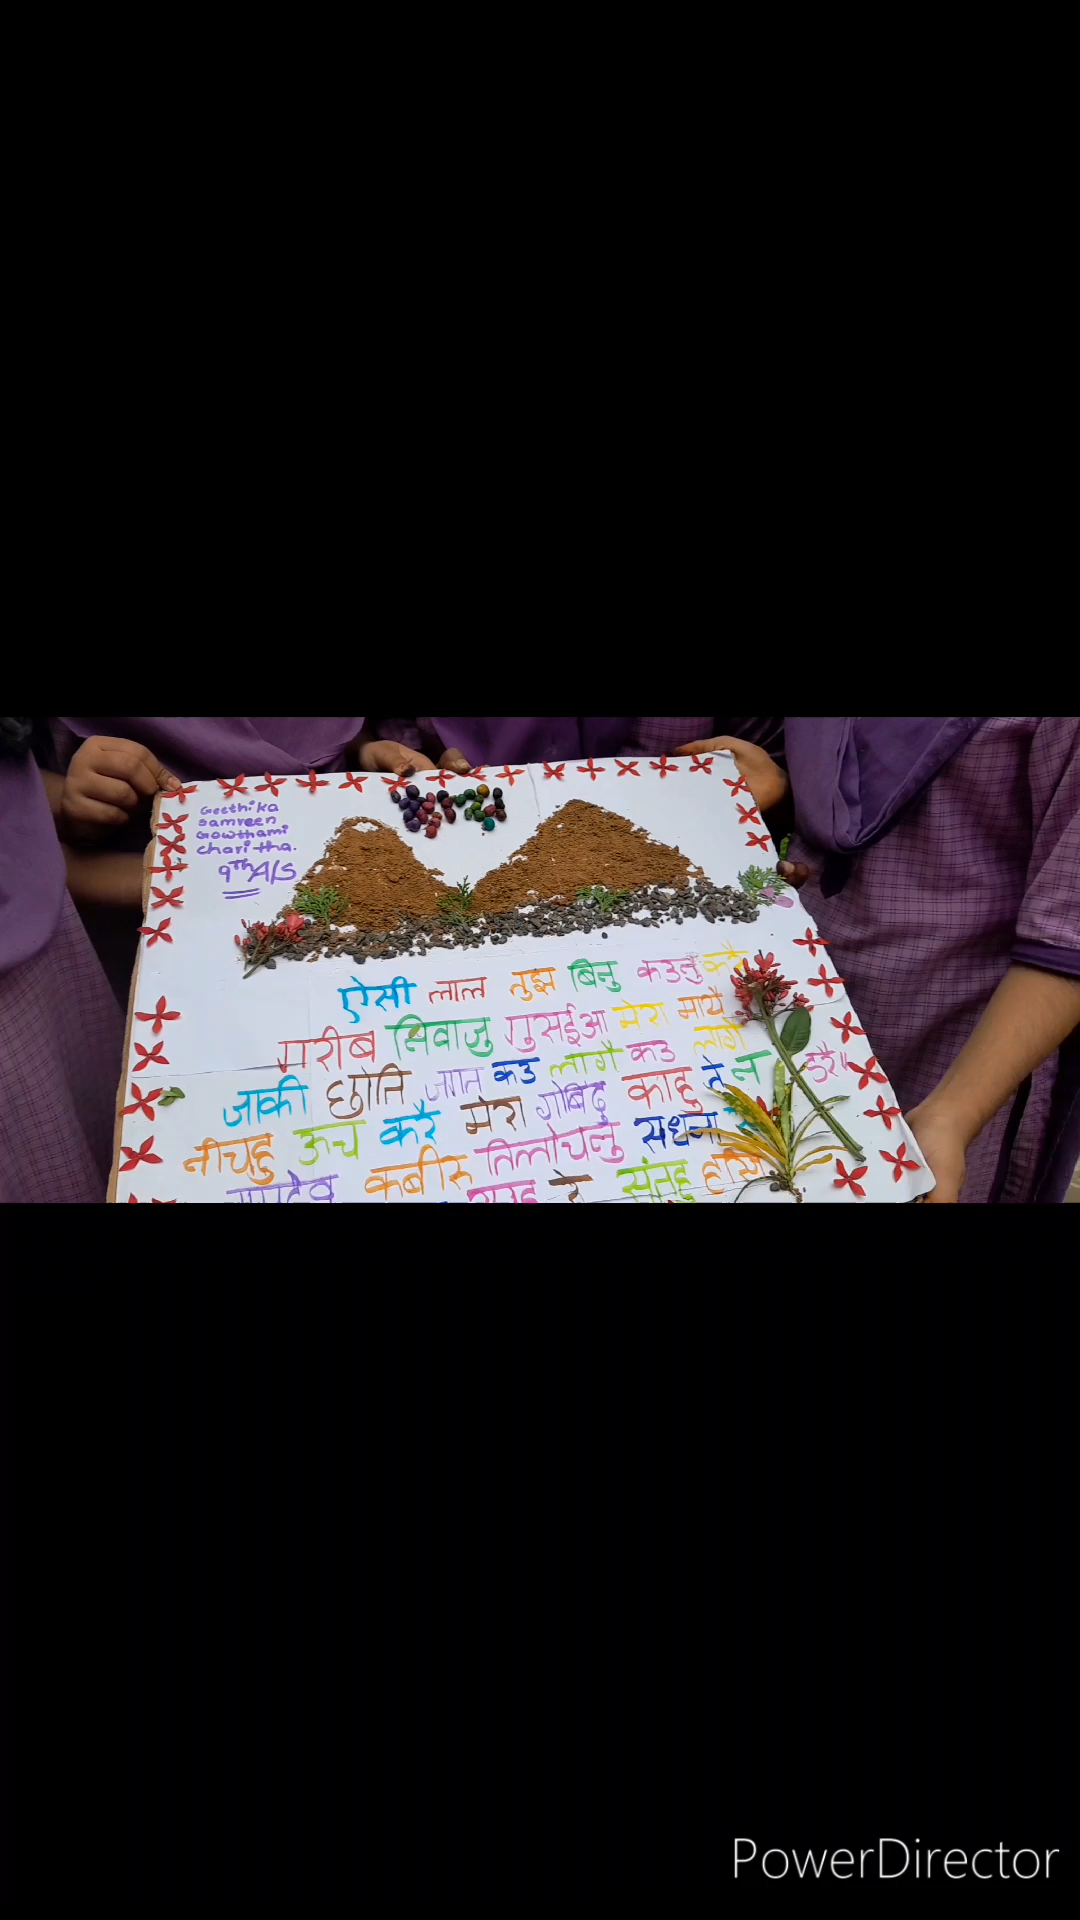 Geethika
samreen
Gowthami
charitha.
9th A/S
ऐसी लाल तुझ बिनु कउनु करै
गरीब निवाजु गुसईआ मेरा माथै
जाकी छोति जगत कउ लागै कउ लागै
नीचहु ऊच करै मेरा गोबिंदु काहू ते न डरै॥
कबीरु तिलोचनु सधना
रे संतहु
PowerDirector